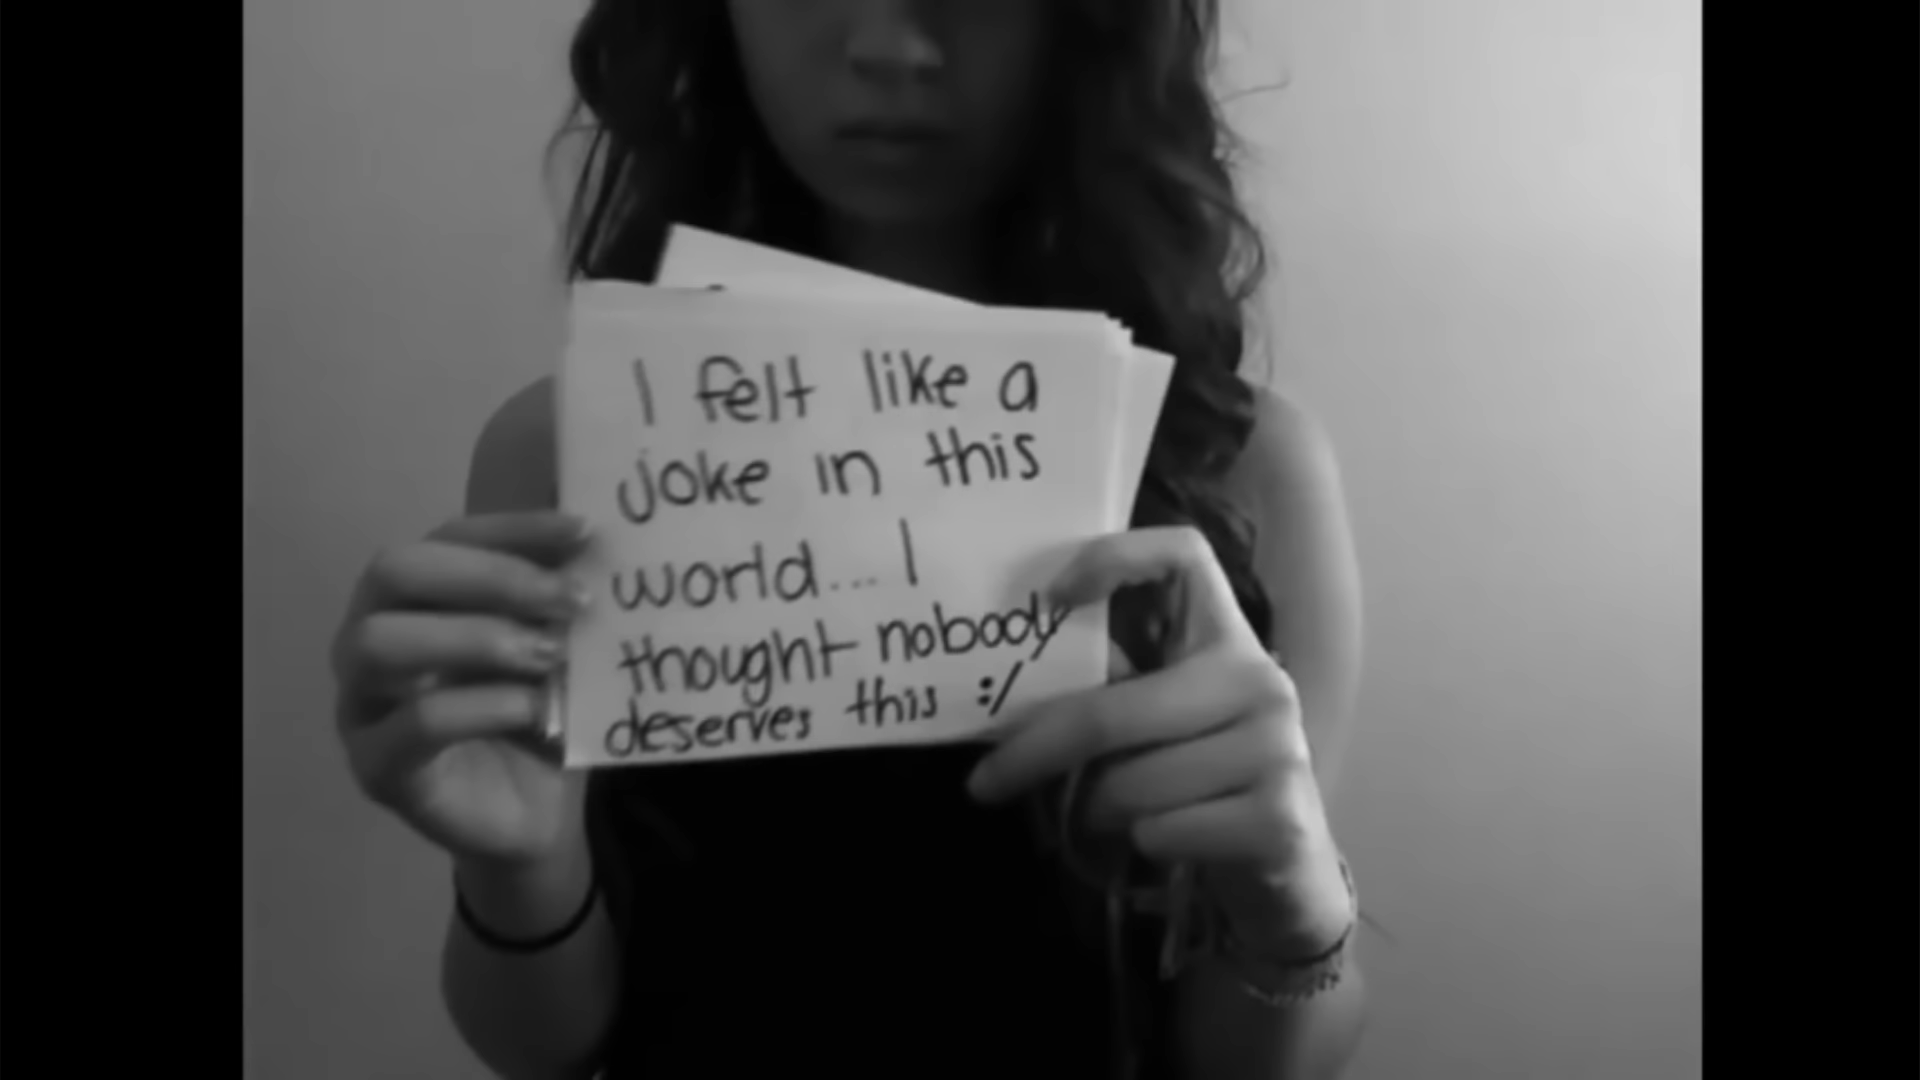 I felt like a
joke in this
world... I
thought nobody
deserves this :/